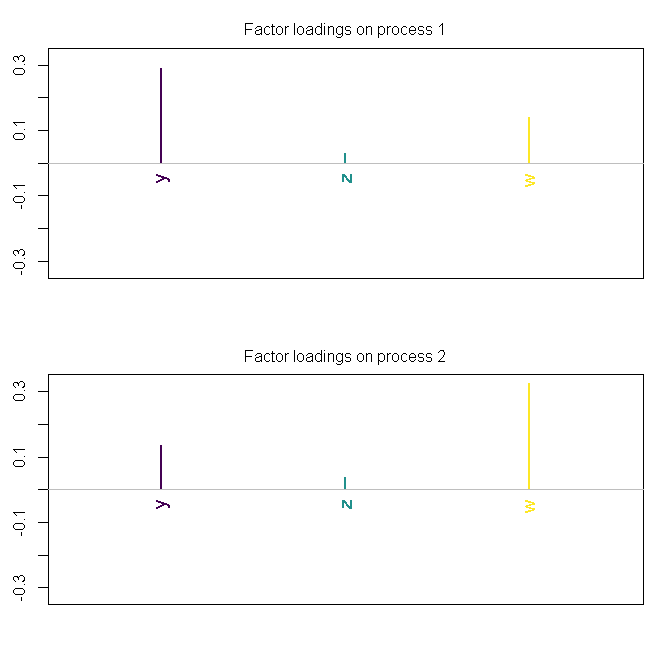 Factor loadings on process 1
0.3
0.1
-0.1
-0.3
y
z
w
Factor loadings on process 2
0.3
0.1
-0.1
-0.3
y
z
w